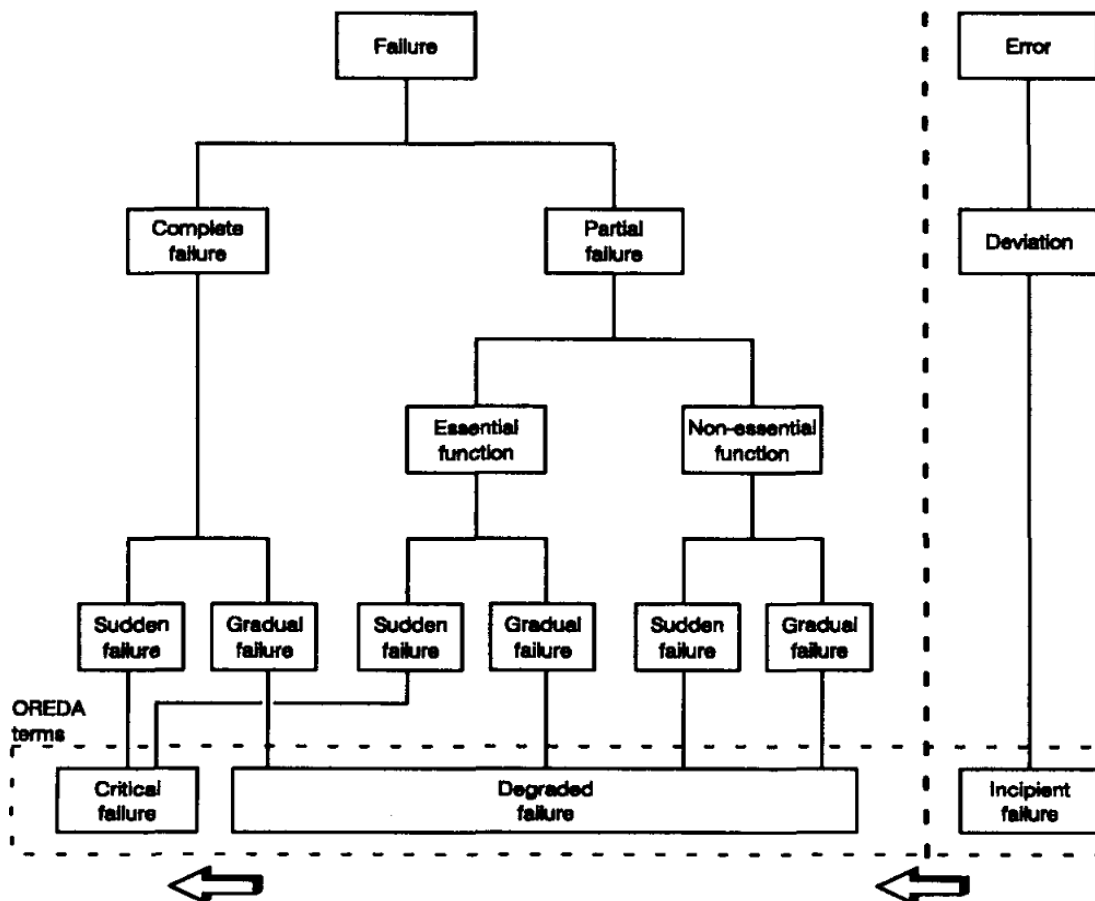 Failure
Error
Complete
failure
Partial
failure
Deviation
Essential
function
Non-essential
function
Sudden
failure
Gradual
failure
Sudden
failure
Gradual
failure
Sudden
failure
Gradual
failure
OREDA
terms
Critical
failure
Degraded
failure
Incipient
failure